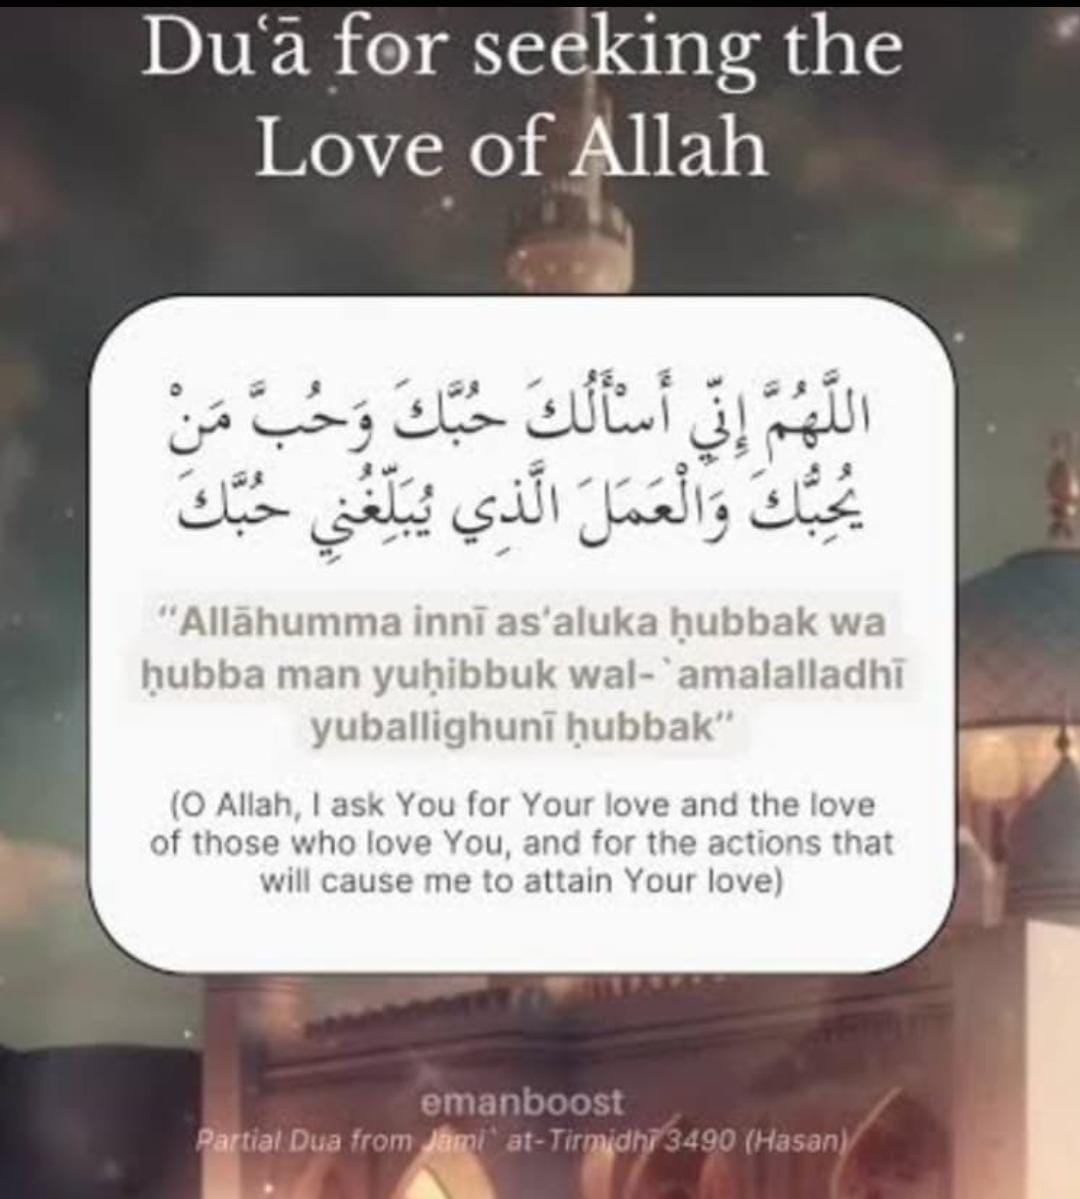 Du‘ā for seeking the
Love of Allah
اللَّهُمَّ إِنِّي أَسْأَلُكَ حُبَّكَ وَحُبَّ مَنْ
يُحِبُّكَ وَالْعَمَلَ الَّذِي يُبَلِّغُنِي حُبَّكَ
“Allāhumma innī as’aluka ḥubbak wa
ḥubba man yuḥibbuk wal-`amalalladhī
yuballighunī ḥubbak”
(O Allah, I ask You for Your love and the love
of those who love You, and for the actions that
will cause me to attain Your love)
emanboost
Partial Dua from Jāmi` at-Tirmidhī 3490 (Hasan)